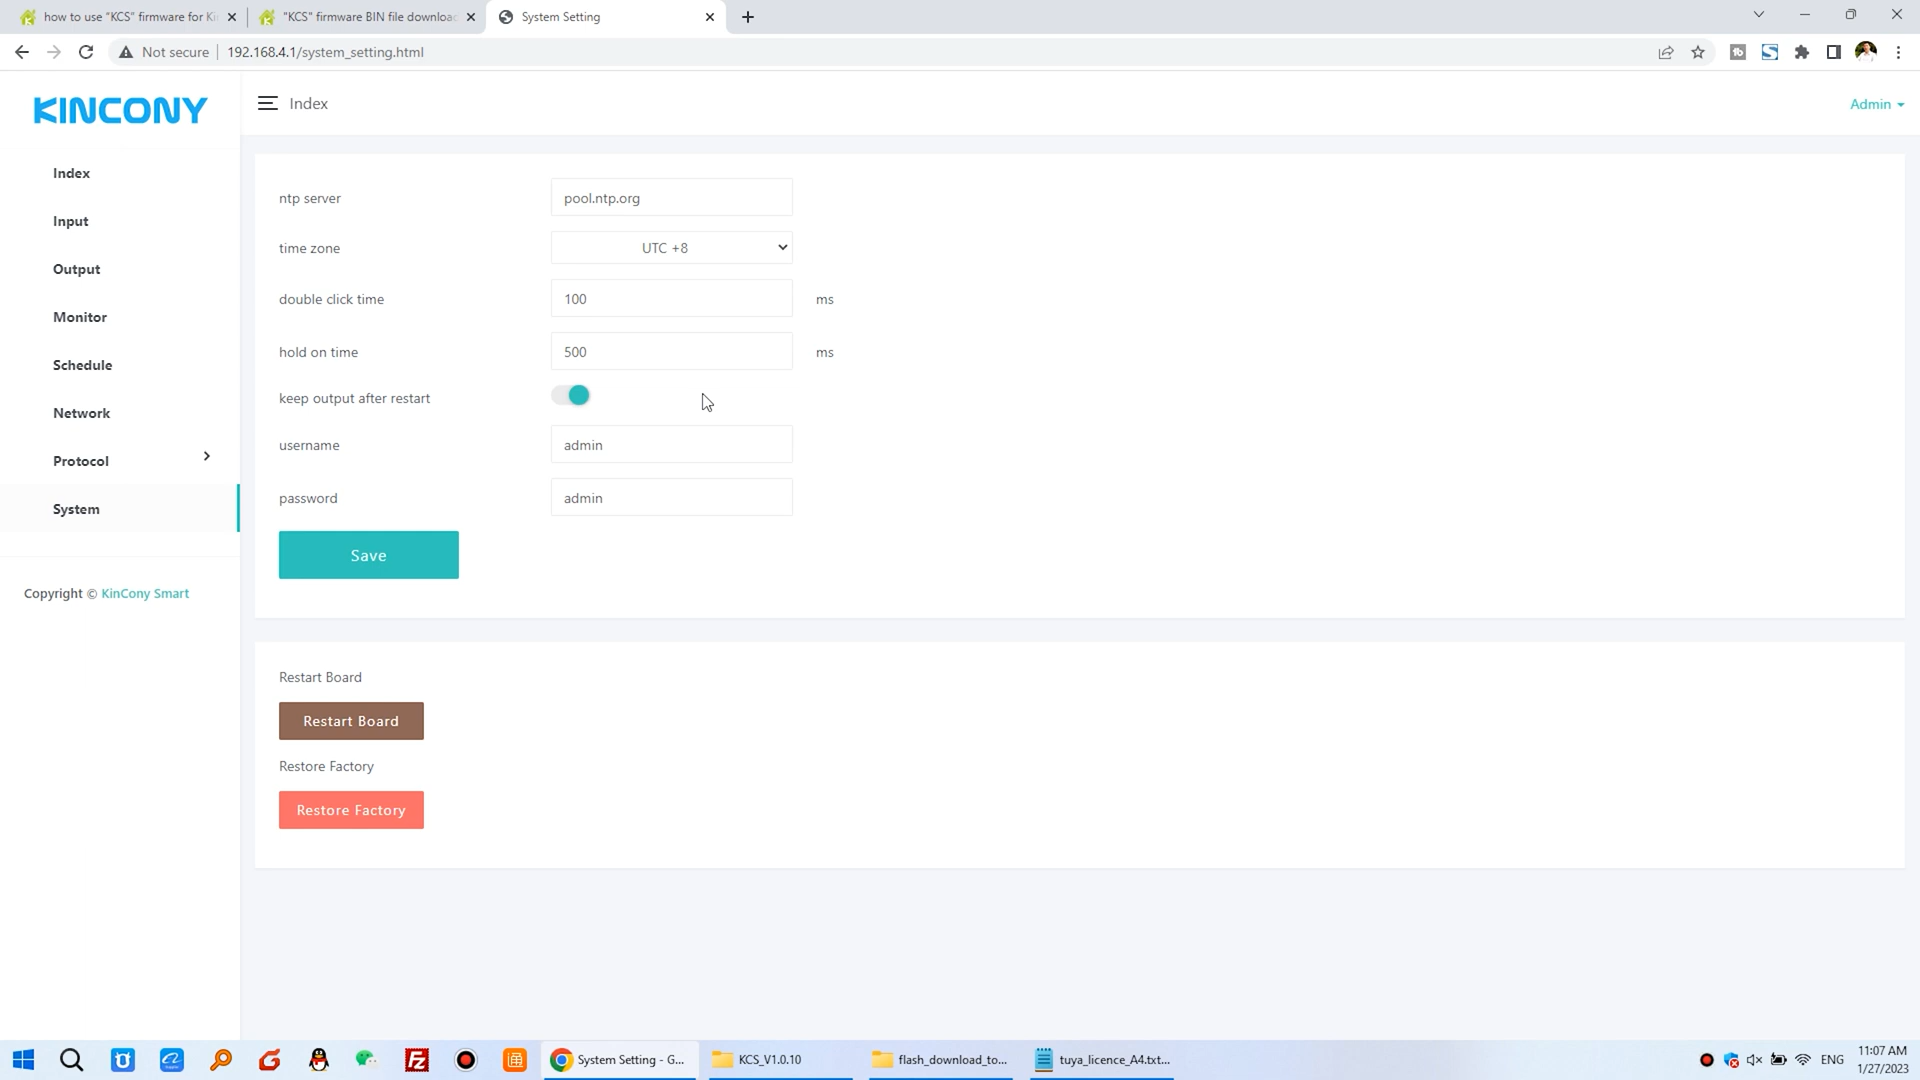 how to use "KCS" firmware for Ki
"KCS" firmware BIN file downloa
System Setting
Not secure
192.168.4.1/system_setting.html
KINCONY
Index
Admin
Index
Input
Output
Monitor
Schedule
Network
Protocol
System
Copyright © KinCony Smart
ntp server
pool.ntp.org
time zone
UTC +8
double click time
100
ms
hold on time
500
ms
keep output after restart
username
admin
password
admin
Save
Restart Board
Restart Board
Restore Factory
Restore Factory
System Setting - G...
KCS_V1.0.10
flash_download_to...
tuya_licence_A4.txt...
ENG
11:07 AM
1/27/2023